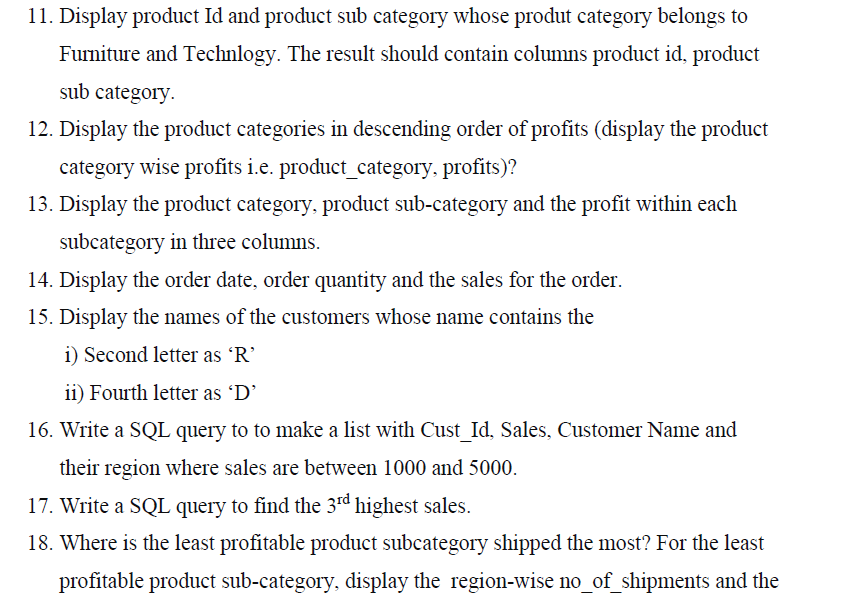 11. Display product Id and product sub category whose produt category belongs to
Furniture and Technlogy. The result should contain columns product id, product
sub category.
12. Display the product categories in descending order of profits (display the product
category wise profits i.e. product_category, profits)?
13. Display the product category, product sub-category and the profit within each
subcategory in three columns.
14. Display the order date, order quantity and the sales for the order.
15. Display the names of the customers whose name contains the
i) Second letter as ‘R’
ii) Fourth letter as ‘D’
16. Write a SQL query to to make a list with Cust_Id, Sales, Customer Name and
their region where sales are between 1000 and 5000.
17. Write a SQL query to find the 3rd highest sales.
18. Where is the least profitable product subcategory shipped the most? For the least
profitable product sub-category, display the region-wise no_of_shipments and the